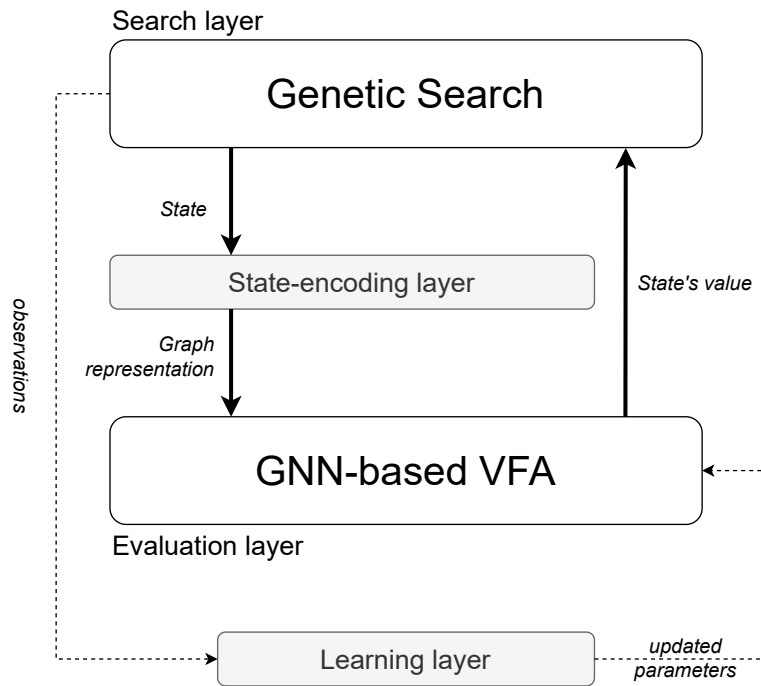 Search layer
Genetic Search
State
State-encoding layer
State's value
observations
Graph
representation
GNN-based VFA
Evaluation layer
Learning layer
updated
parameters